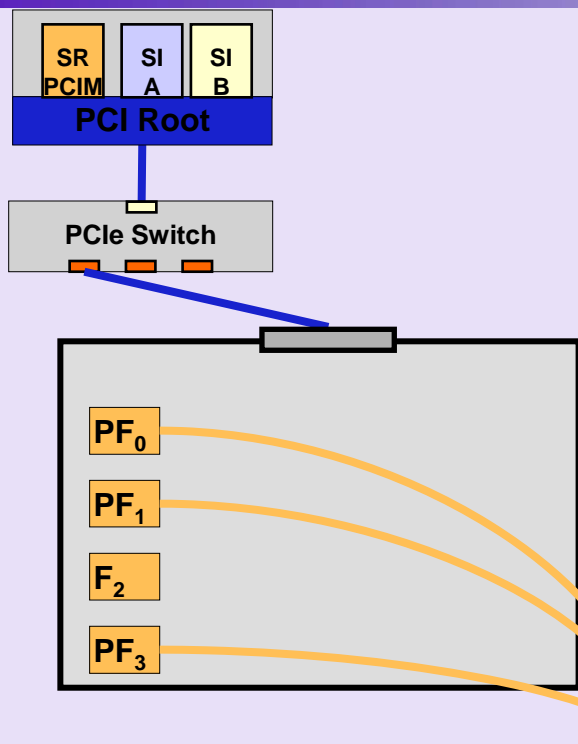 SR PCIM
SI A
SI B
PCI Root
PCIe Switch
PF0
PF1
F2
PF3